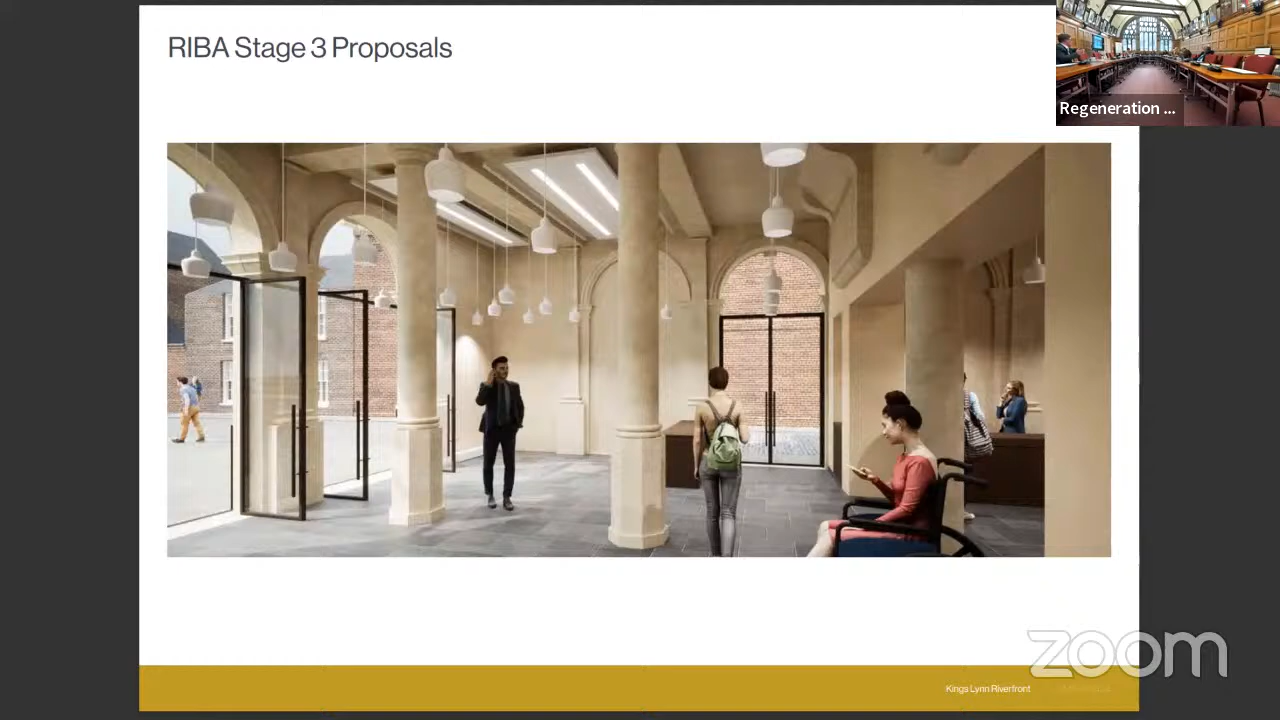 RIBA Stage 3 Proposals
Regeneration ...
zoom
Kings Lynn Riverfront